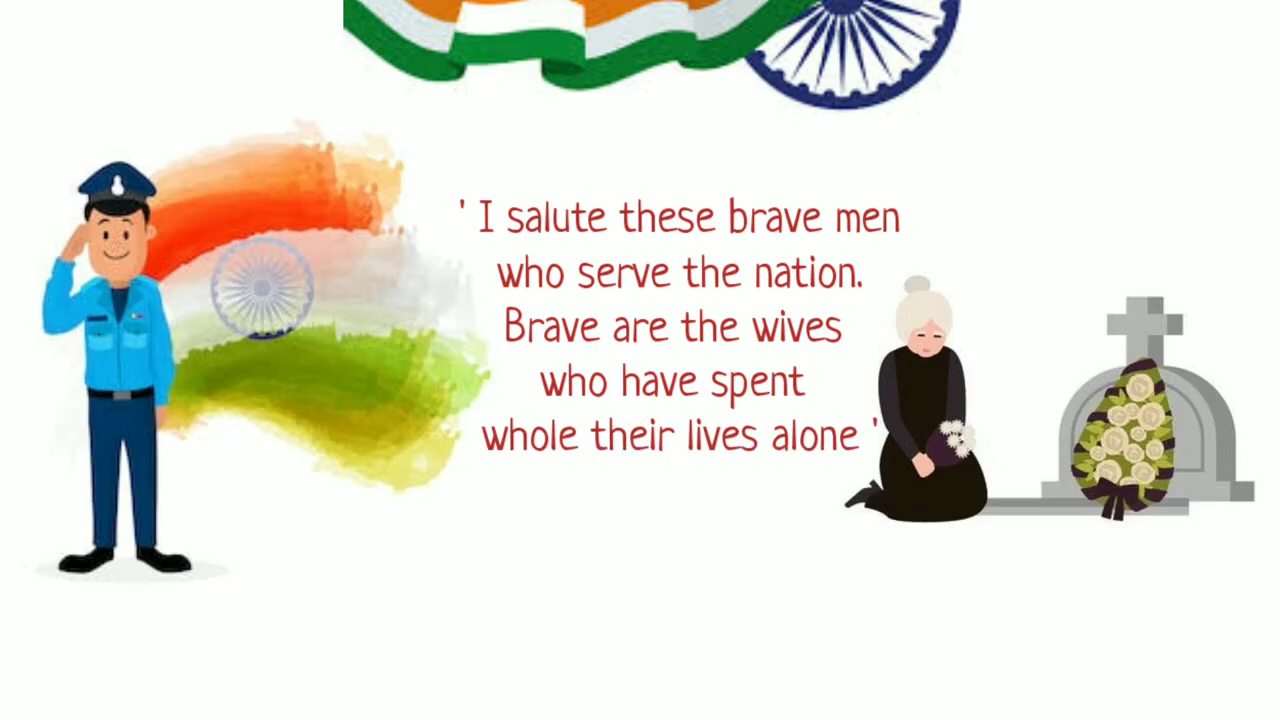 ' I salute these brave men
who serve the nation.
Brave are the wives
who have spent
whole their lives alone '